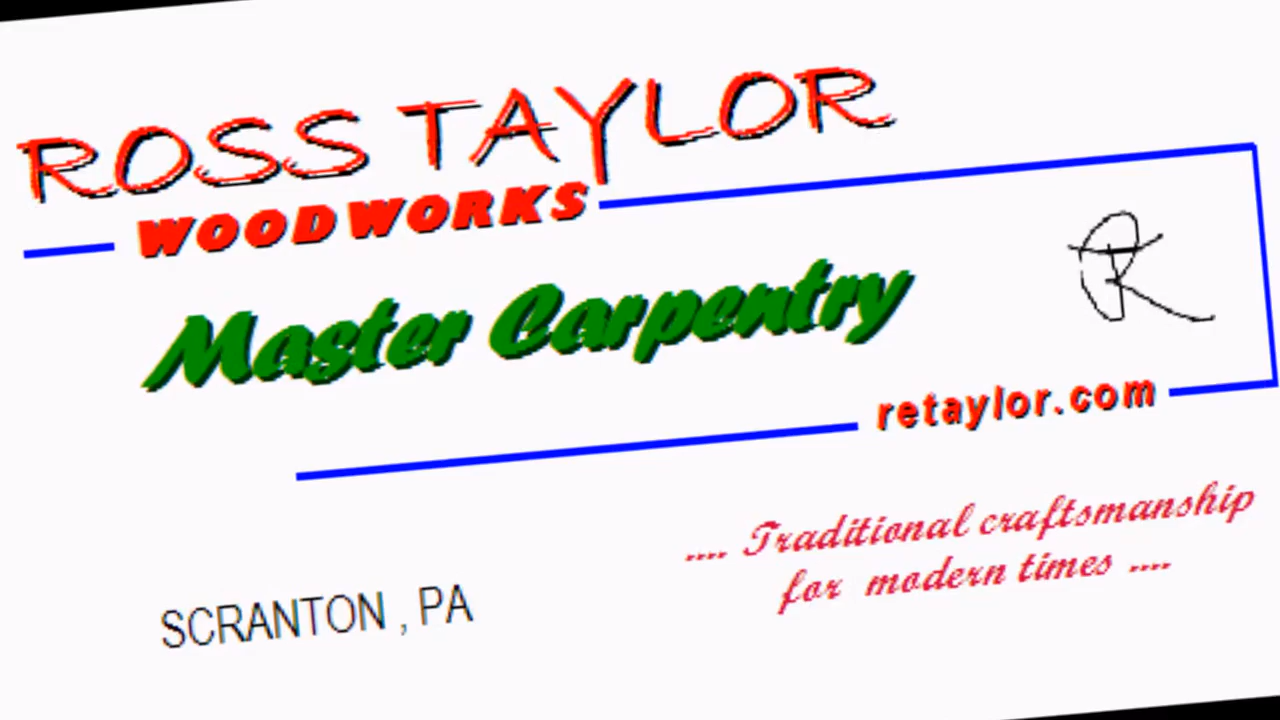 ROSS TAYLOR
WOODWORKS
Master Carpentry
retaylor.com
.... Traditional craftsmanship
for modern times ....
SCRANTON , PA